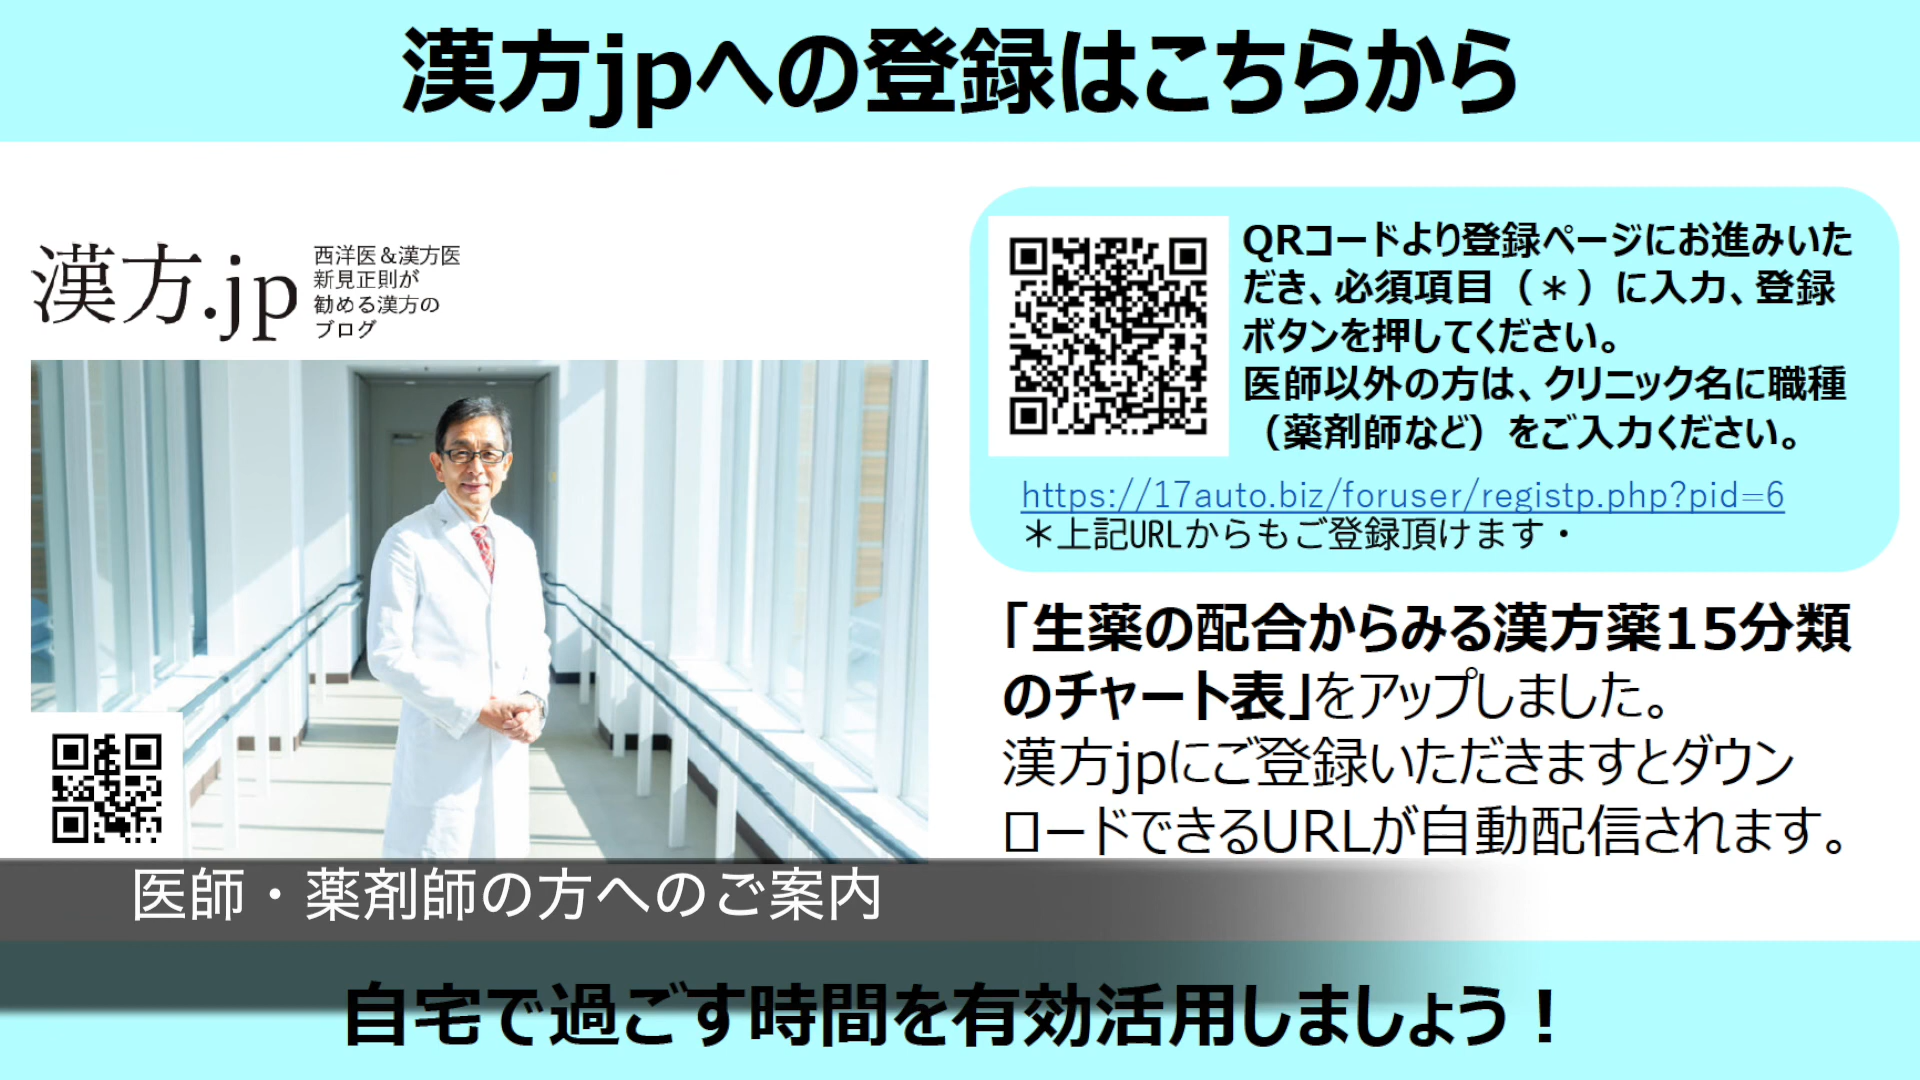 漢方jpへの登録はこちらから
漢方.jp
西洋医＆漢方医
新見正則が
勧める漢方の
ブログ
QRコードより登録ページにお進みいた
だき、必須項目（＊）に入力、登録
ボタンを押してください。
医師以外の方は、クリニック名に職種
（薬剤師など）をご入力ください。
https://17auto.biz/foruser/registp.php?pid=6
＊上記URLからもご登録頂けます・
「生薬の配合からみる漢方薬15分類
のチャート表」をアップしました。
漢方jpにご登録いただきますとダウン
ロードできるURLが自動配信されます。
医師・薬剤師の方へのご案内
自宅で過ごす時間を有効活用しましょう！